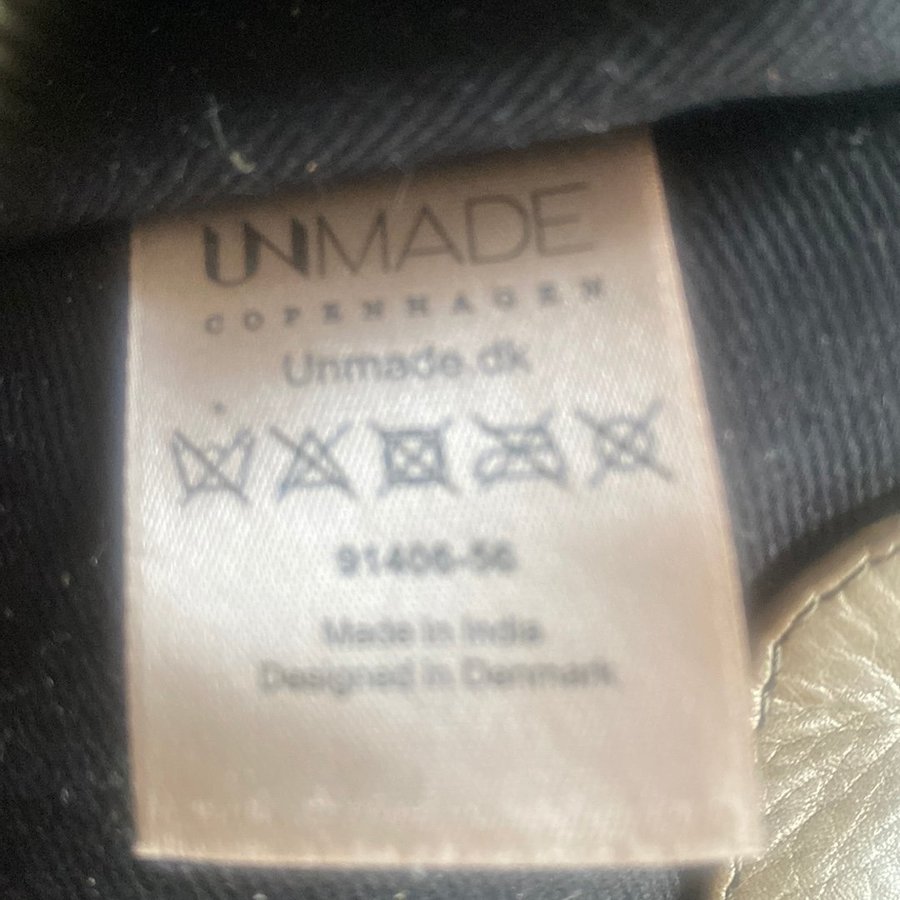 UNMADE
COPENHAGEN
Unmade.dk
91406-56
Made in India
Designed in Denmark